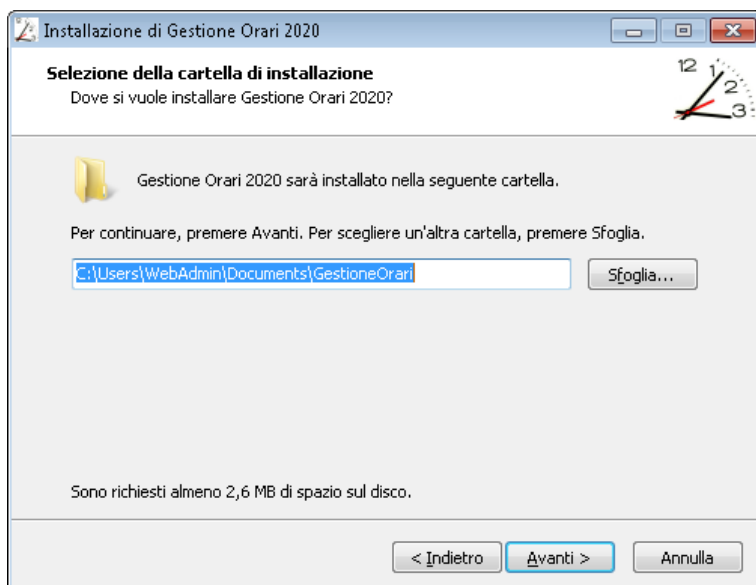 Installazione di Gestione Orari 2020
Selezione della cartella di installazione
Dove si vuole installare Gestione Orari 2020?
12
1
2
3
Gestione Orari 2020 sarà installato nella seguente cartella.
Per continuare, premere Avanti. Per scegliere un'altra cartella, premere Sfoglia.
C:\Users\WebAdmin\Documents\GestioneOrari
Sfoglia...
Sono richiesti almeno 2,6 MB di spazio sul disco.
< Indietro
Avanti >
Annulla